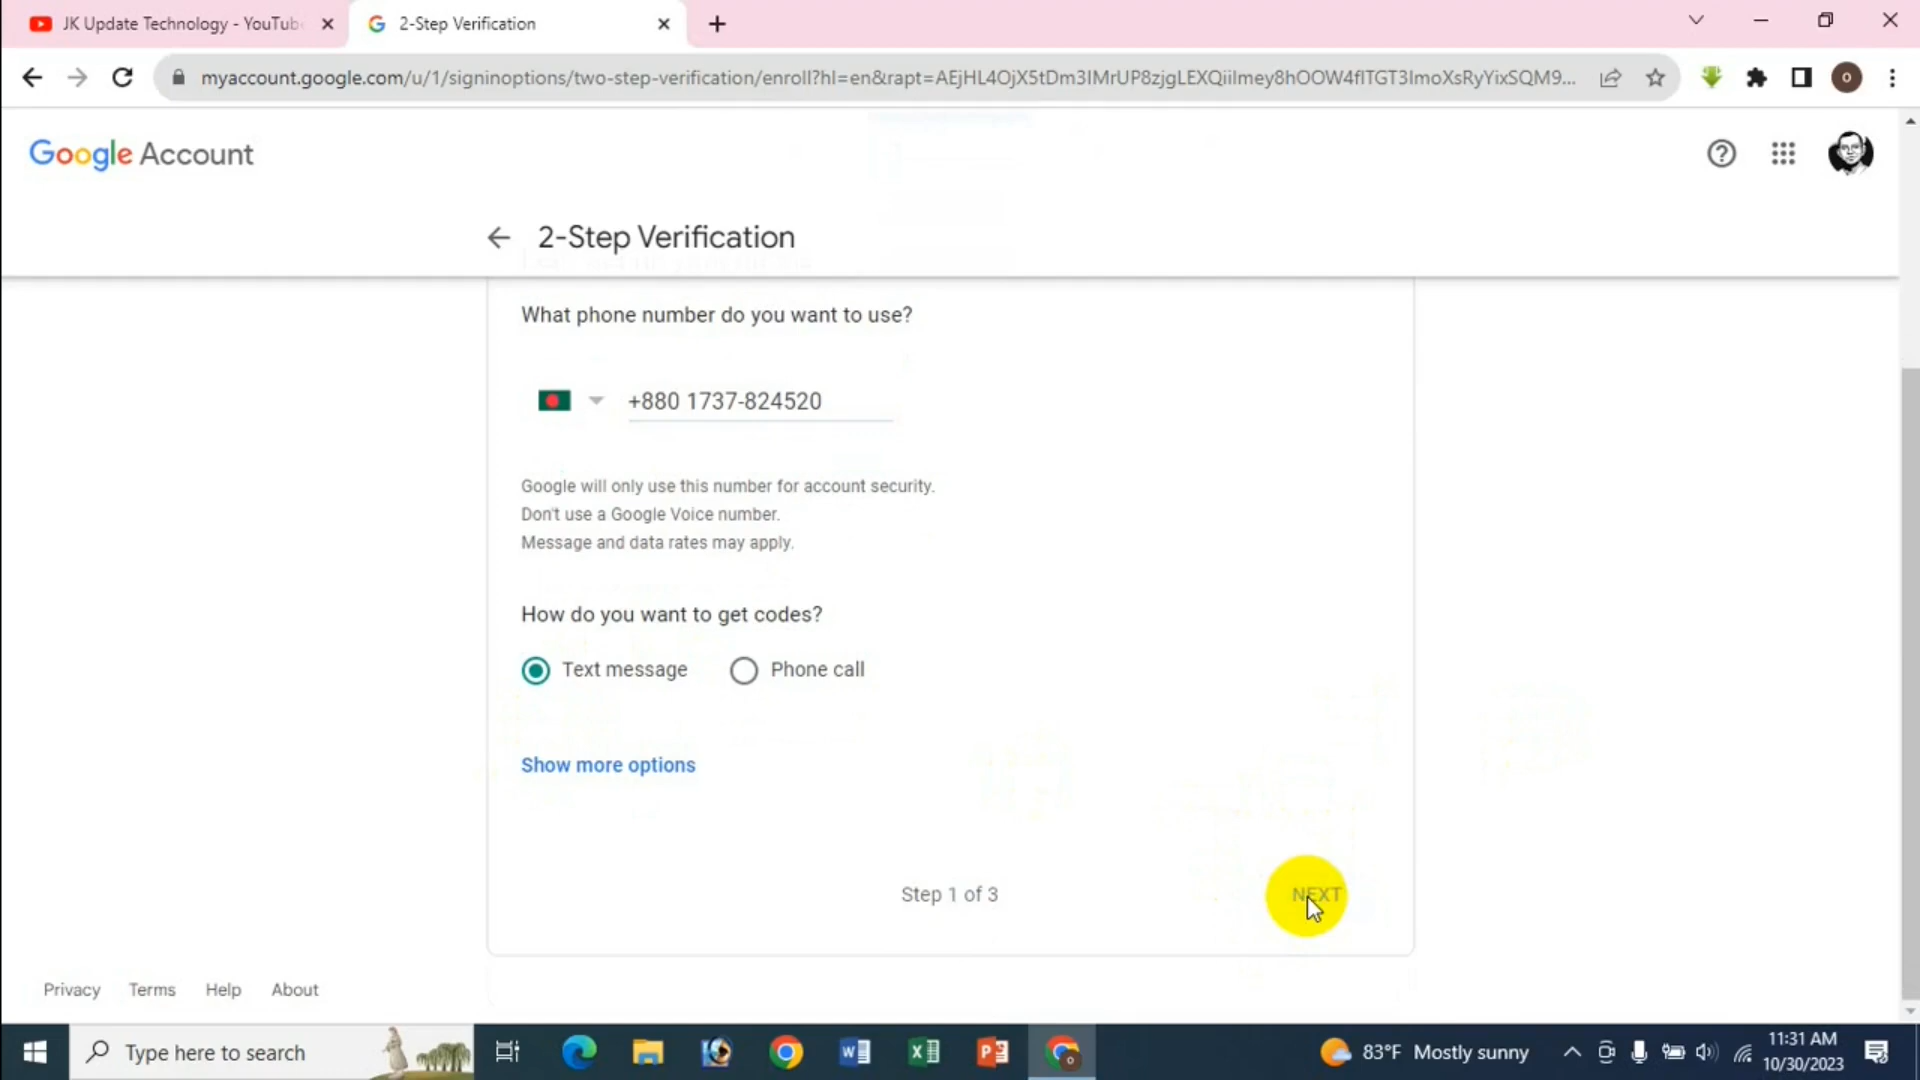 JK Update Technology - YouTub
2-Step Verification
myaccount.google.com/u/1/signinoptions/two-step-verification/enroll?hl=en&rapt=AEjHL4OjX5tDm3IMrUP8zjgLEXQiiImey8hOOW4fITGT3ImoXsRyYixSQM9...
O
Google Account
2-Step Verification
What phone number do you want to use?
+880 1737-824520
Google will only use this number for account security.
Don't use a Google Voice number.
Message and data rates may apply.
How do you want to get codes?
Text message
Phone call
Show more options
Step 1 of 3
NEXT
Privacy
Terms
Help
About
Type here to search
83°F Mostly sunny
11:31 AM
10/30/2023